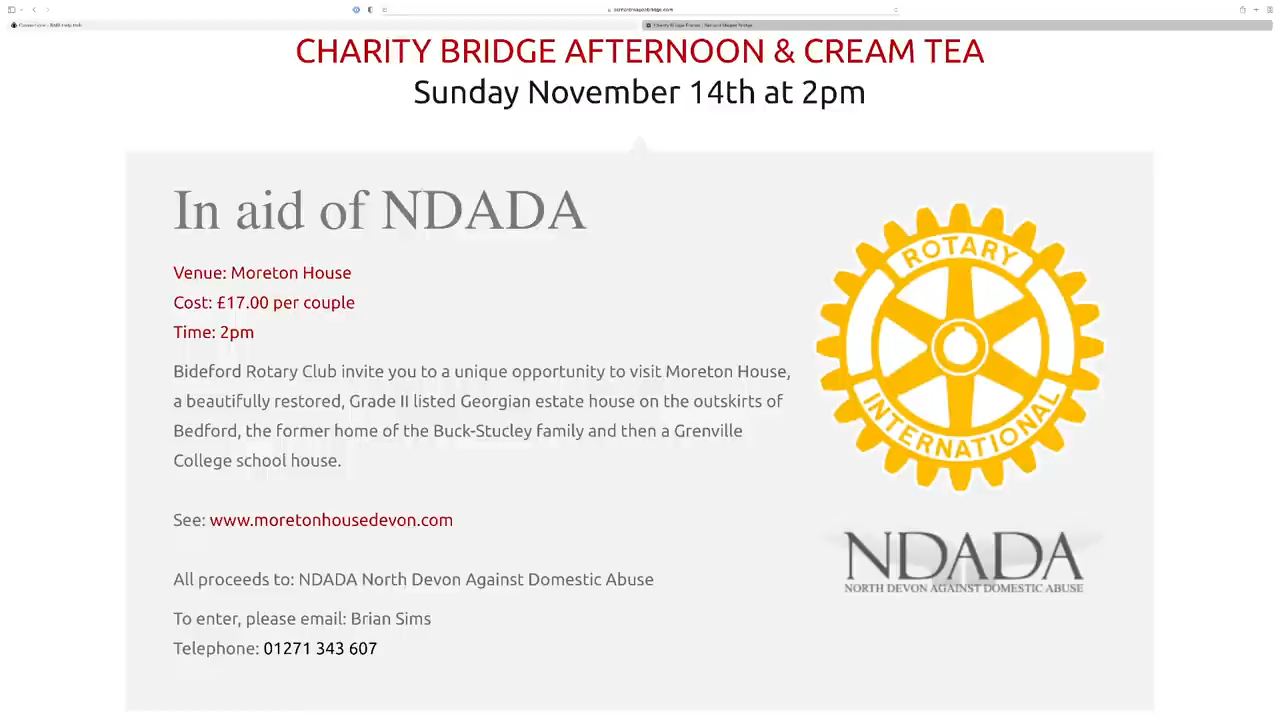 CHARITY BRIDGE AFTERNOON & CREAM TEA
Sunday November 14th at 2pm
In aid of NDADA
Venue: Moreton House
Cost: £17.00 per couple
Time: 2pm
Bideford Rotary Club invite you to a unique opportunity to visit Moreton House,
a beautifully restored, Grade II listed Georgian estate house on the outskirts of
Bedford, the former home of the Buck-Stucley family and then a Grenville
College school house.
See: www.moretonhousedevon.com
All proceeds to: NDADA North Devon Against Domestic Abuse
To enter, please email: Brian Sims
Telephone: 01271 343 607
ROTARY
INTERNATIONAL
NDADA
NORTH DEVON AGAINST DOMESTIC ABUSE